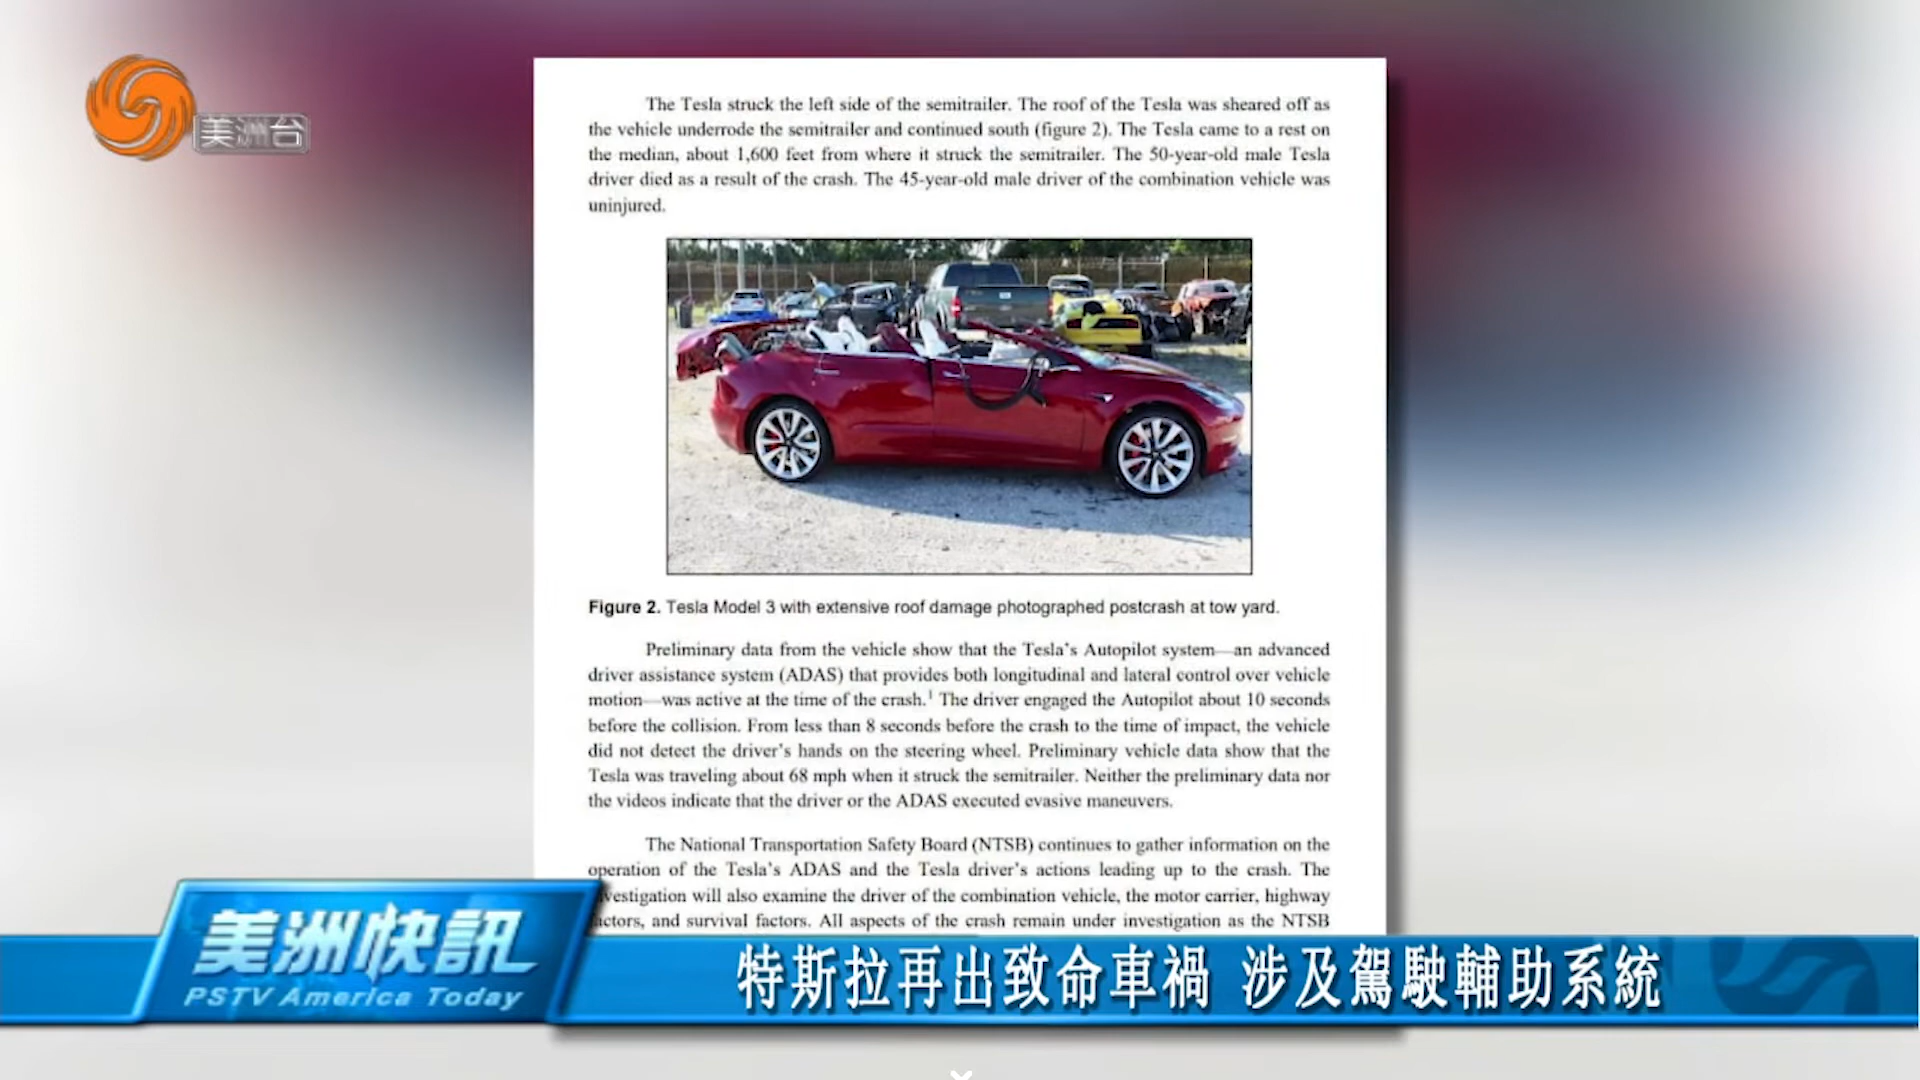 美洲台
The Tesla struck the left side of the semitrailer. The roof of the Tesla was sheared off as
the vehicle underrode the semitrailer and continued south (figure 2). The Tesla came to a rest on
the median, about 1,600 feet from where it struck the semitrailer. The 50-year-old male Tesla
driver died as a result of the crash. The 45-year-old male driver of the combination vehicle was
uninjured.
Figure 2. Tesla Model 3 with extensive roof damage photographed postcrash at tow yard.
Preliminary data from the vehicle show that the Tesla's Autopilot system—an advanced
driver assistance system (ADAS) that provides both longitudinal and lateral control over vehicle
motion—was active at the time of the crash.¹ The driver engaged the Autopilot about 10 seconds
before the collision. From less than 8 seconds before the crash to the time of impact, the vehicle
did not detect the driver's hands on the steering wheel. Preliminary vehicle data show that the
Tesla was traveling about 68 mph when it struck the semitrailer. Neither the preliminary data nor
the videos indicate that the driver or the ADAS executed evasive maneuvers.
The National Transportation Safety Board (NTSB) continues to gather information on the
operation of the Tesla's ADAS and the Tesla driver's actions leading up to the crash. The
vestigation will also examine the driver of the combination vehicle, the motor carrier, highway
actors, and survival factors. All aspects of the crash remain under investigation as the NTSB
美洲快訊
PSTV America Today
特斯拉再出致命車禍 涉及駕駛輔助系統